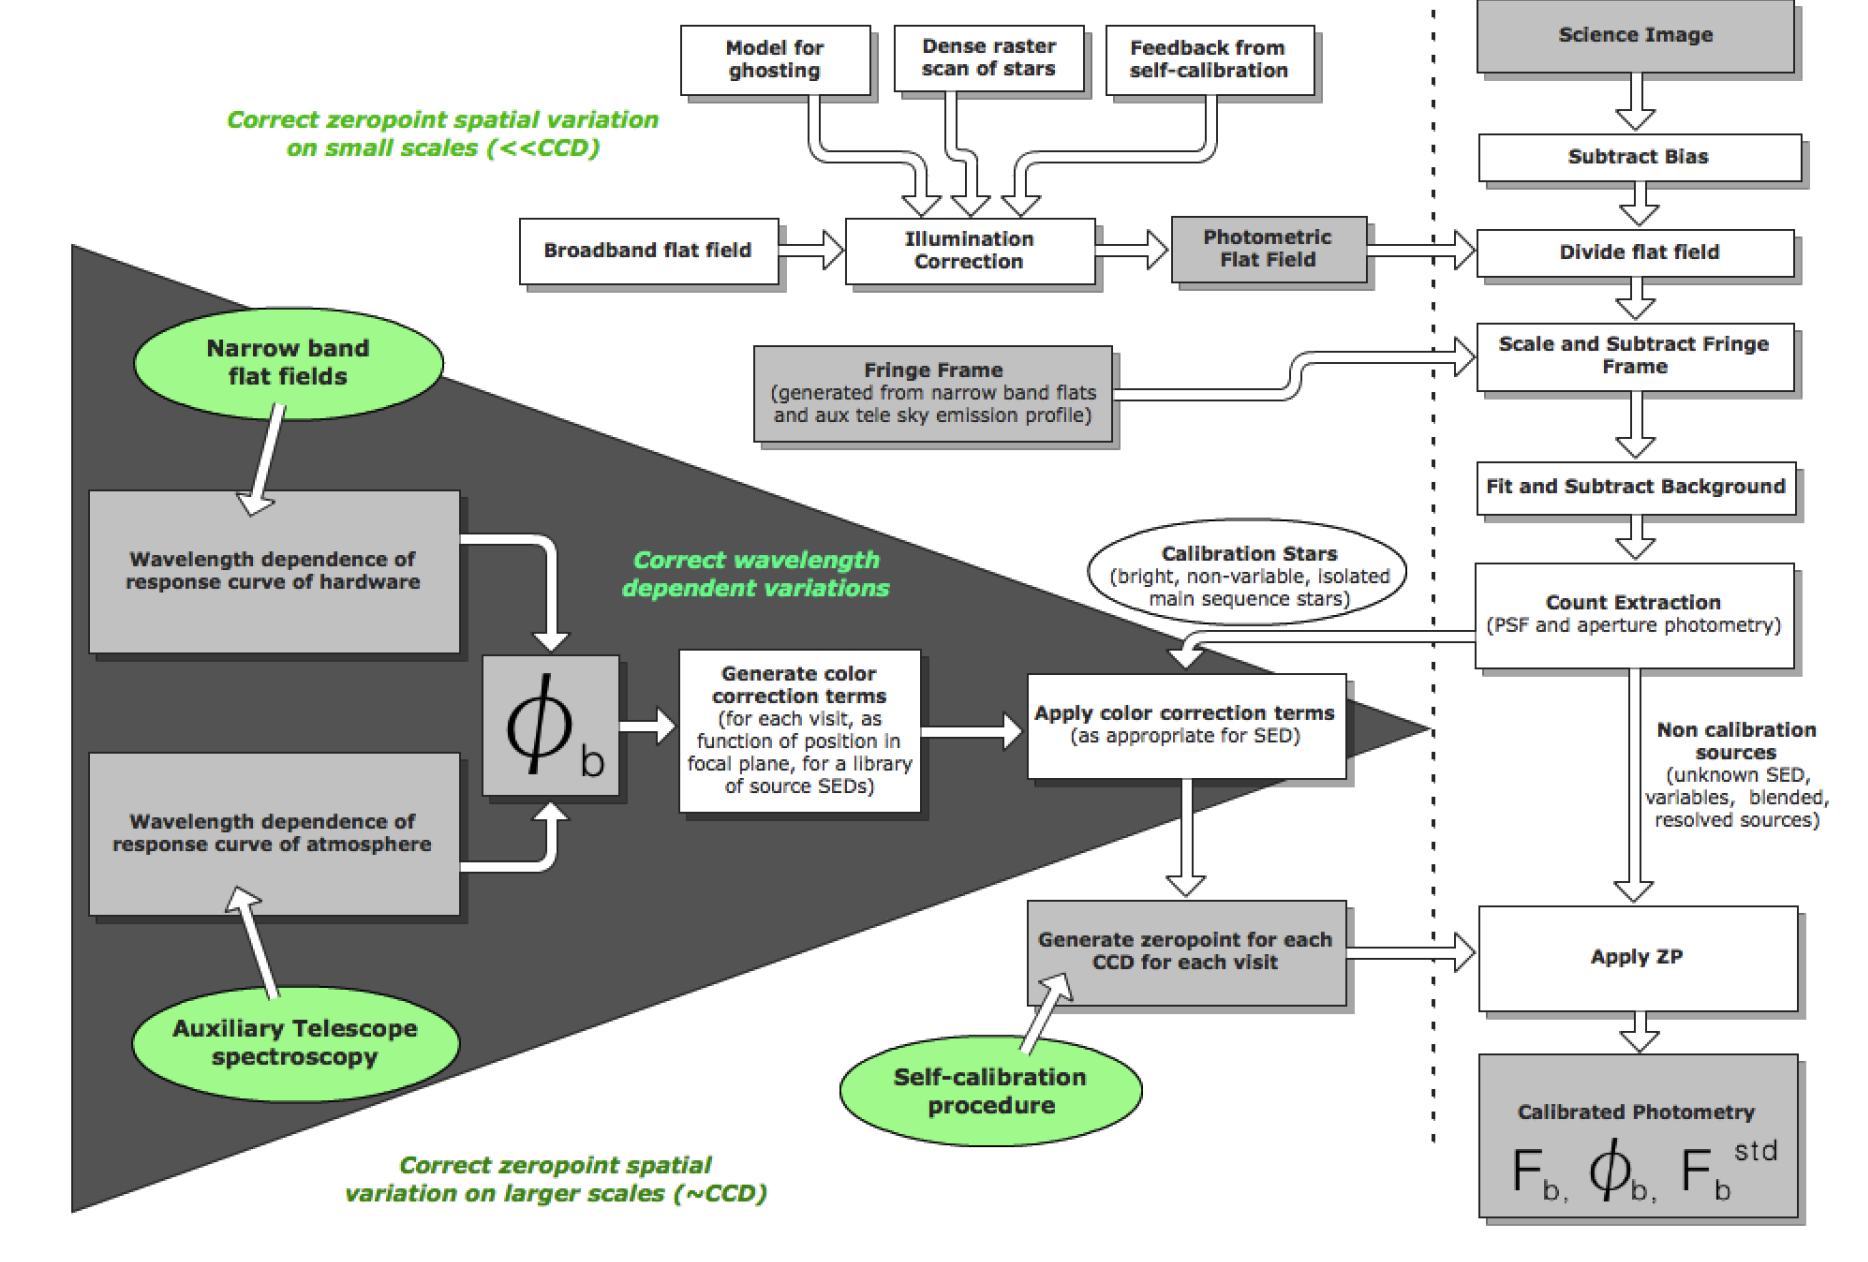 Model for
ghosting
Dense raster
scan of stars
Feedback from
self-calibration
Science Image
Correct zeropoint spatial variation
on small scales (<<CCD)
Subtract Bias
Broadband flat field
Illumination
Correction
Photometric
Flat Field
Divide flat field
Narrow band
flat fields
Fringe Frame
(generated from narrow band flats
and aux tele sky emission profile)
Scale and Subtract Fringe
Frame
Fit and Subtract Background
Wavelength dependence of
response curve of hardware
Correct wavelength
dependent variations
Calibration Stars
(bright, non-variable, isolated
main sequence stars)
Count Extraction
(PSF and aperture photometry)
ϕb
Generate color
correction terms
(for each visit, as
function of position in
focal plane, for a library
of source SEDs)
Apply color correction terms
(as appropriate for SED)
Non calibration
sources
(unknown SED,
variables, blended,
resolved sources)
Wavelength dependence of
response curve of atmosphere
Generate zeropoint for each
CCD for each visit
Apply ZP
Auxiliary Telescope
spectroscopy
Self-calibration
procedure
Calibrated Photometry
Fb, ϕb, Fb std
Correct zeropoint spatial
variation on larger scales (~CCD)